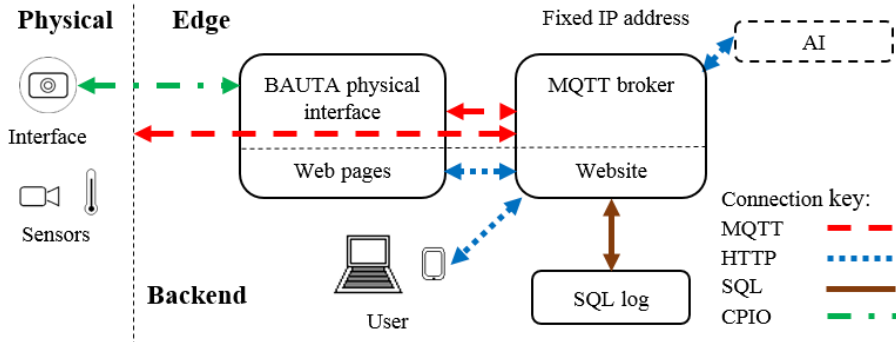 Physical
Edge
Fixed IP address
AI
BAUTA physical
interface
MQTT broker
Interface
Web pages
Website
Sensors
Connection key:
MQTT
HTTP
SQL
CPIO
Backend
User
SQL log